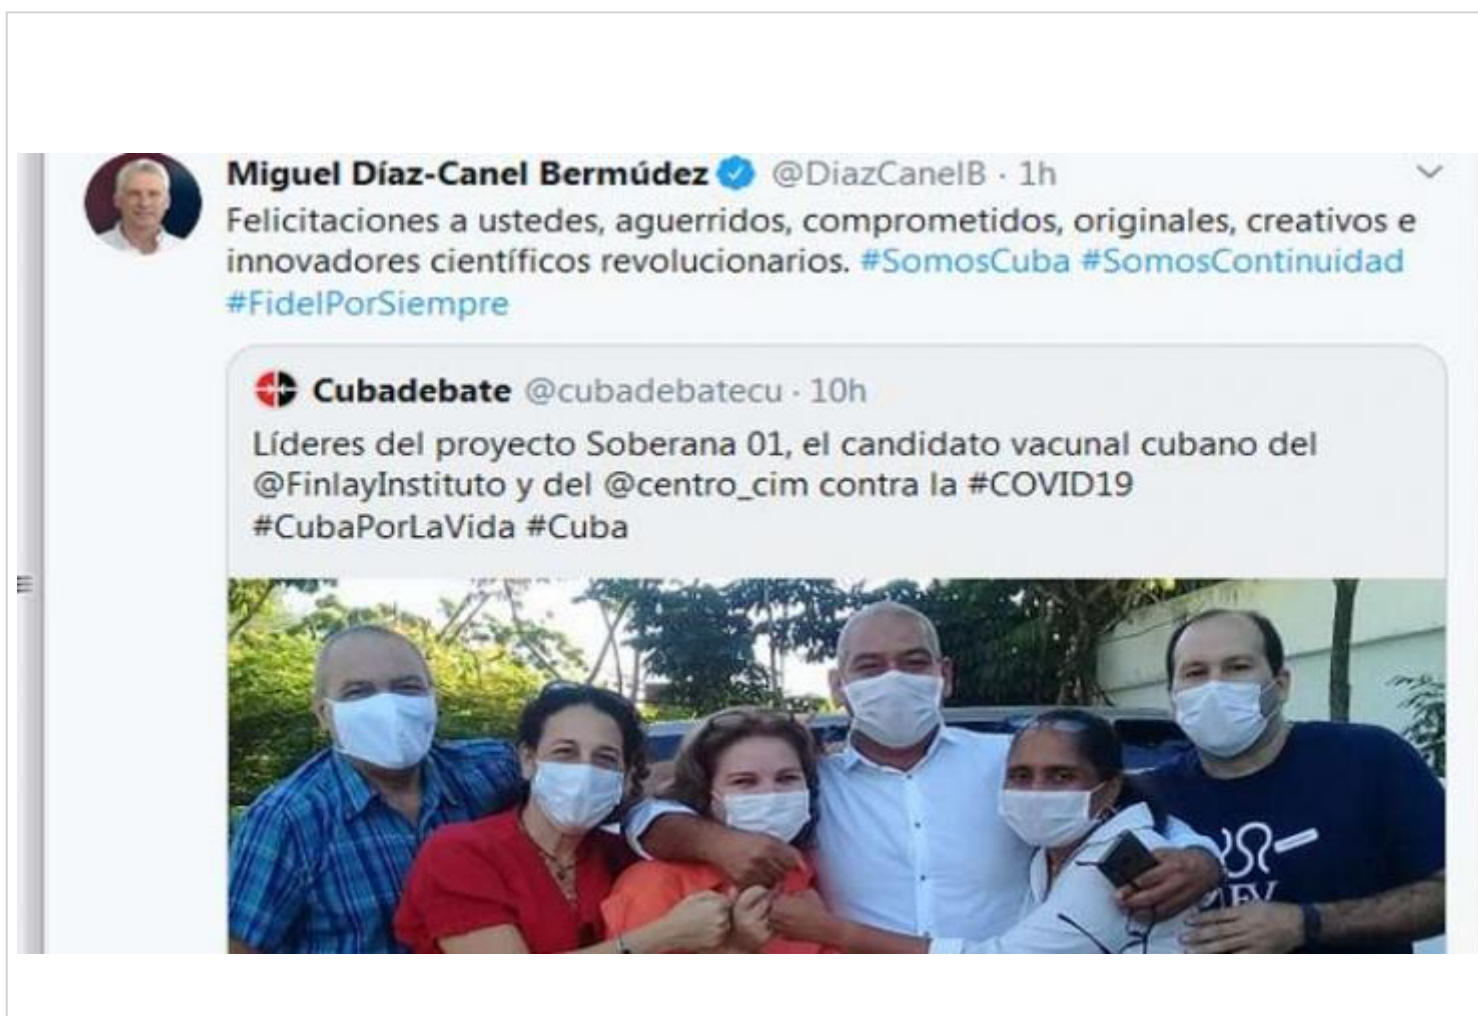 Miguel Díaz-Canel Bermúdez @DiazCanelB · 1h
Felicitaciones a ustedes, aguerridos, comprometidos, originales, creativos e
innovadores científicos revolucionarios. #SomosCuba #SomosContinuidad
#FidelPorSiempre
Cubadebate @cubadebatecu · 10h
Líderes del proyecto Soberana 01, el candidato vacunal cubano del
@FinlayInstituto y del @centro_cim contra la #COVID19
#CubaPorLaVida #Cuba